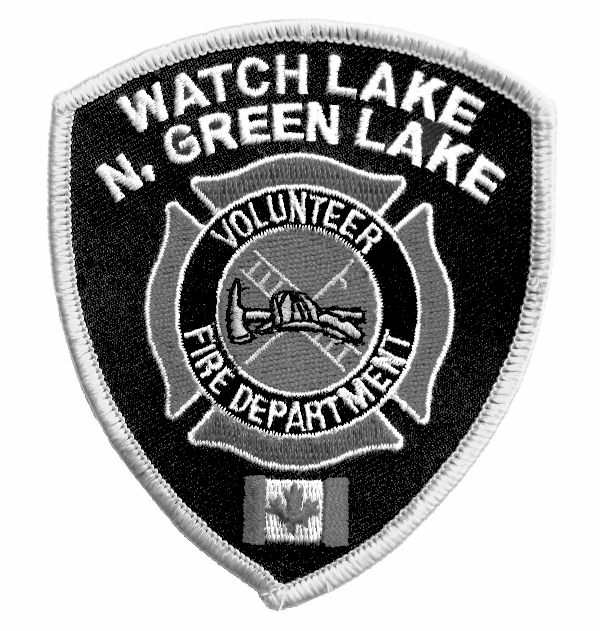 WATCH LAKE
N. GREEN LAKE
VOLUNTEER
FIRE DEPARTMENT